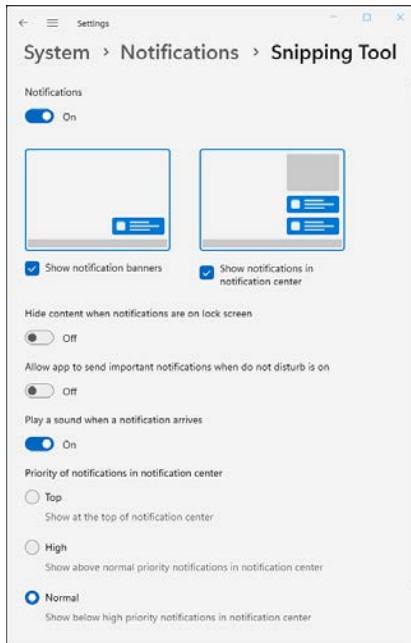 Settings
System > Notifications > Snipping Tool
Notifications
On
Show notification banners
Show notifications in
notification center
Hide content when notifications are on lock screen
Off
Allow app to send important notifications when do not disturb is on
Off
Play a sound when a notification arrives
On
Priority of notifications in notification center
Top
Show at the top of notification center
High
Show above normal priority notifications in notification center
Normal
Show below high priority notifications in notification center